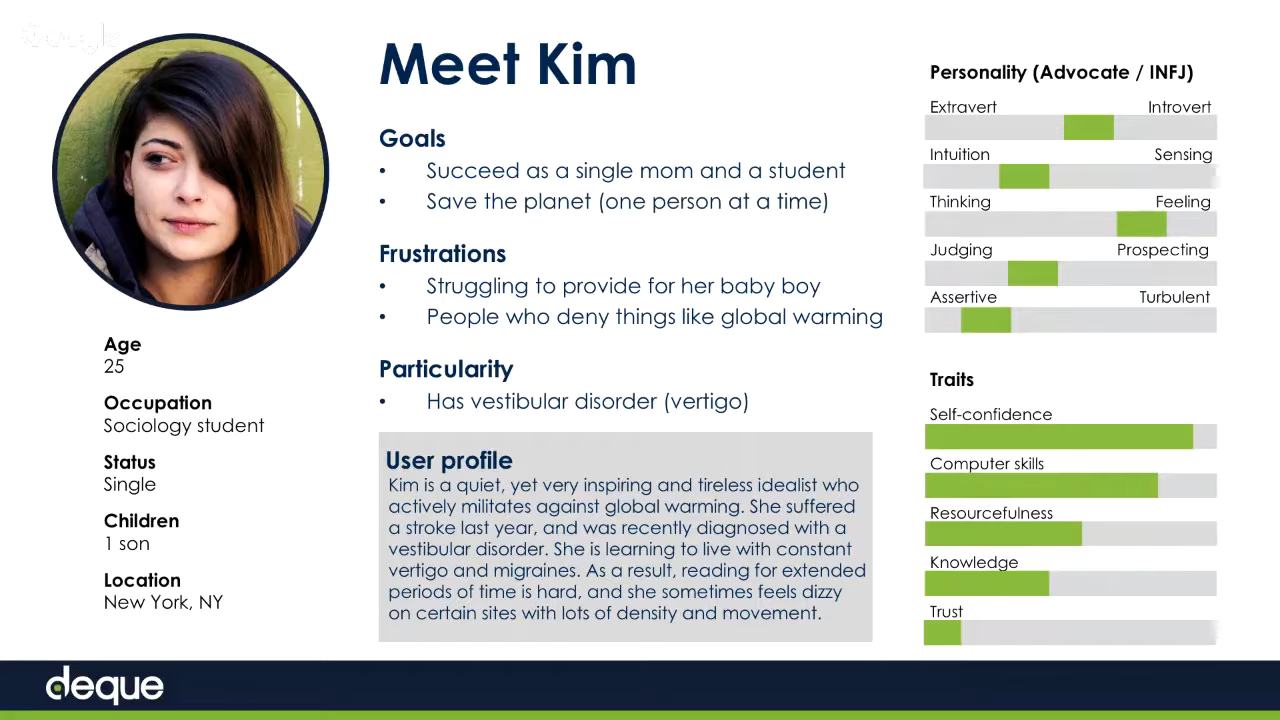 Google
Meet Kim
Goals
• Succeed as a single mom and a student
• Save the planet (one person at a time)
Frustrations
• Struggling to provide for her baby boy
• People who deny things like global warming
Particularity
• Has vestibular disorder (vertigo)
User profile
Kim is a quiet, yet very inspiring and tireless idealist who
actively militates against global warming. She suffered
a stroke last year, and was recently diagnosed with a
vestibular disorder. She is learning to live with constant
vertigo and migraines. As a result, reading for extended
periods of time is hard, and she sometimes feels dizzy
on certain sites with lots of density and movement.
Age
25
Occupation
Sociology student
Status
Single
Children
1 son
Location
New York, NY
Personality (Advocate / INFJ)
Extravert Introvert
Intuition Sensing
Thinking Feeling
Judging Prospecting
Assertive Turbulent
Traits
Self-confidence
Computer skills
Resourcefulness
Knowledge
Trust
deque